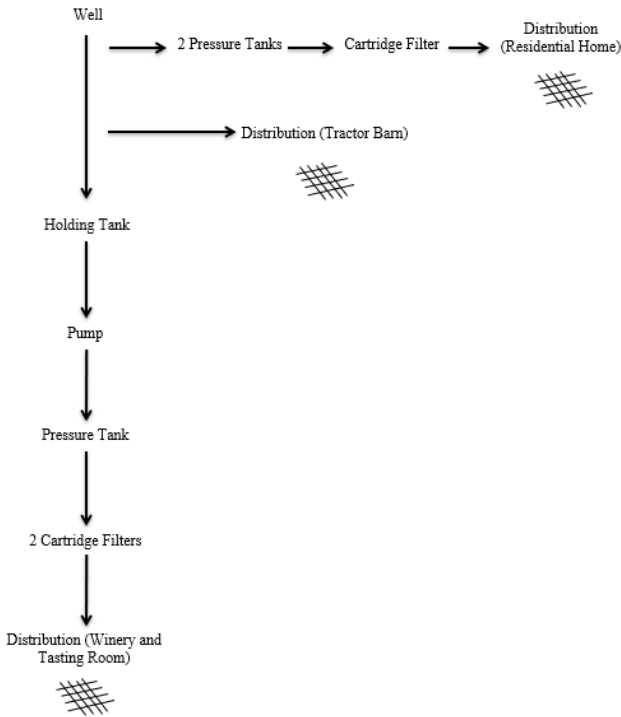 Well
2 Pressure Tanks
Cartridge Filter
Distribution
(Residential Home)
Distribution (Tractor Barn)
Holding Tank
Pump
Pressure Tank
2 Cartridge Filters
Distribution (Winery and
Tasting Room)